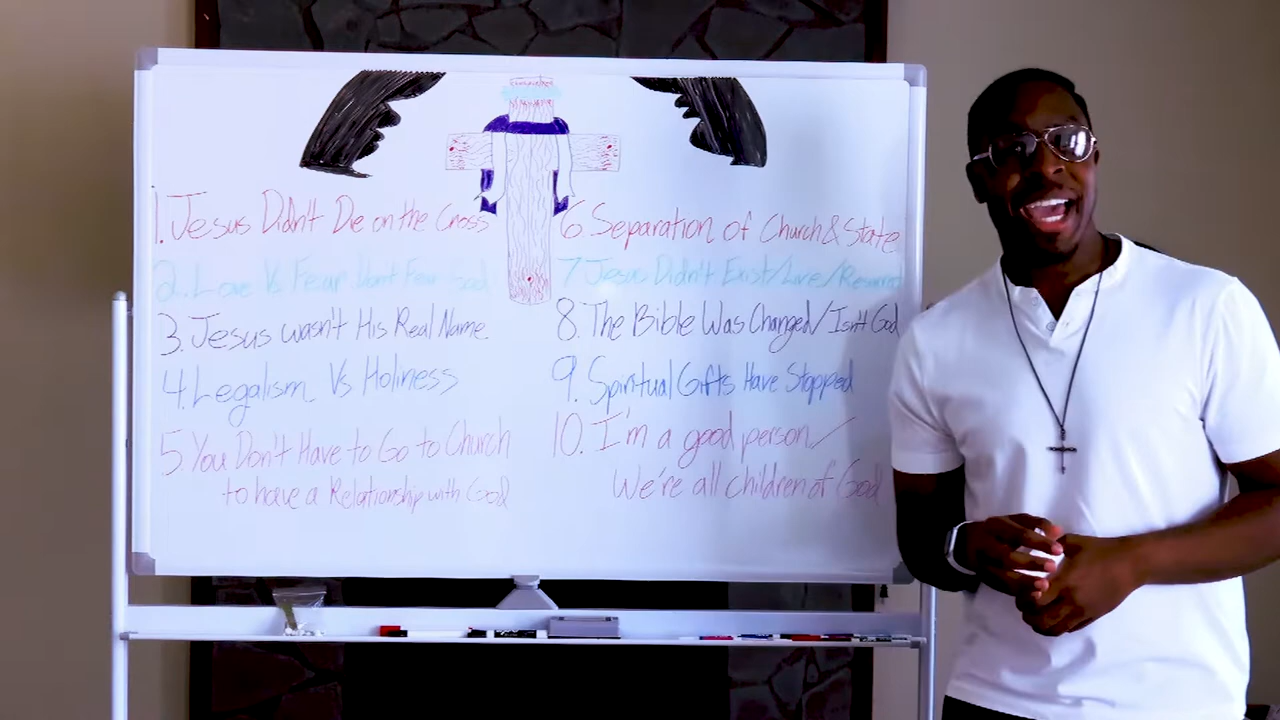 1. Jesus Didn't Die on the Cross
2. Love Vs Fear Don't Fear God
3. Jesus wasn't His Real Name
4. Legalism Vs Holiness
5 You Don't Have to Go to Church
to have a Relationship with God
6. Separation of Church & State
7 Jesus Didn't Exist/Live/
8. The Bible Was Changed/Isn't God
9. Spiritual Gifts Have Stopped
10. I'm a good person/
We're all children of God